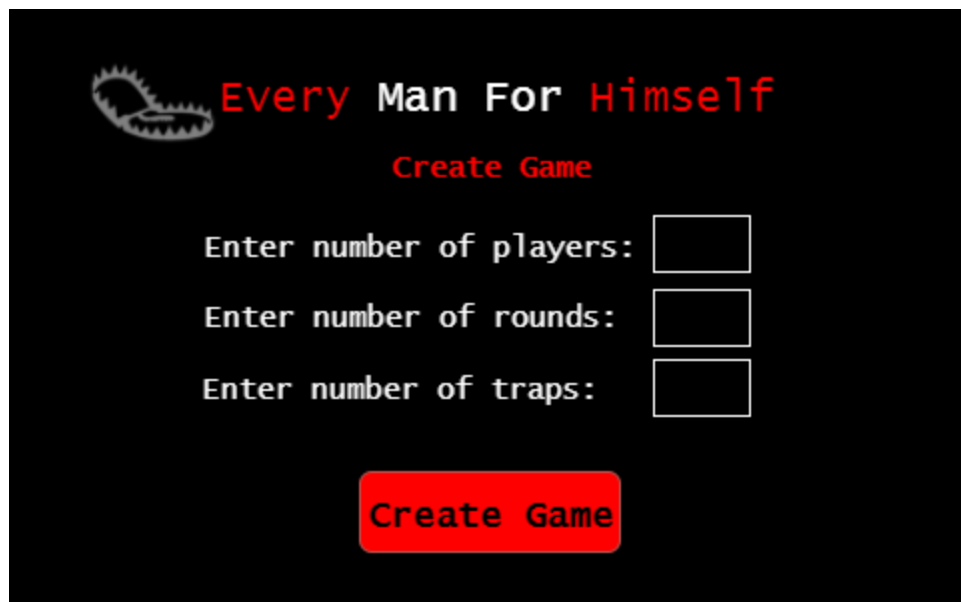 Every Man For Himself
Create Game
Enter number of players:
Enter number of rounds:
Enter number of traps:
Create Game